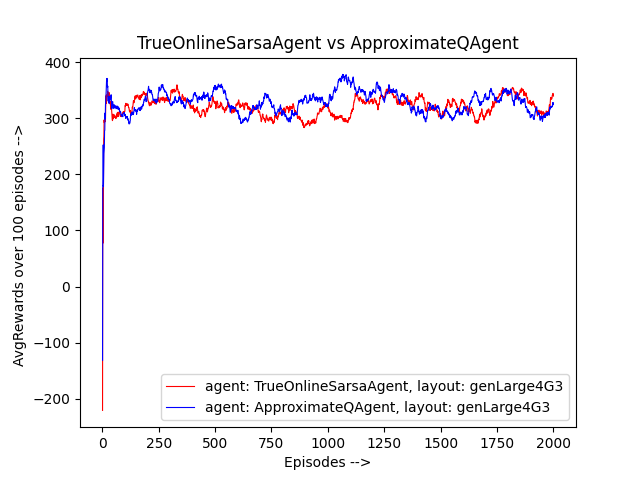 TrueOnlineSarsaAgent vs ApproximateQAgent
AvgRewards over 100 episodes -->
400
300
200
100
0
−100
−200
agent: TrueOnlineSarsaAgent, layout: genLarge4G3
agent: ApproximateQAgent, layout: genLarge4G3
0 250 500 750 1000 1250 1500 1750 2000
Episodes -->